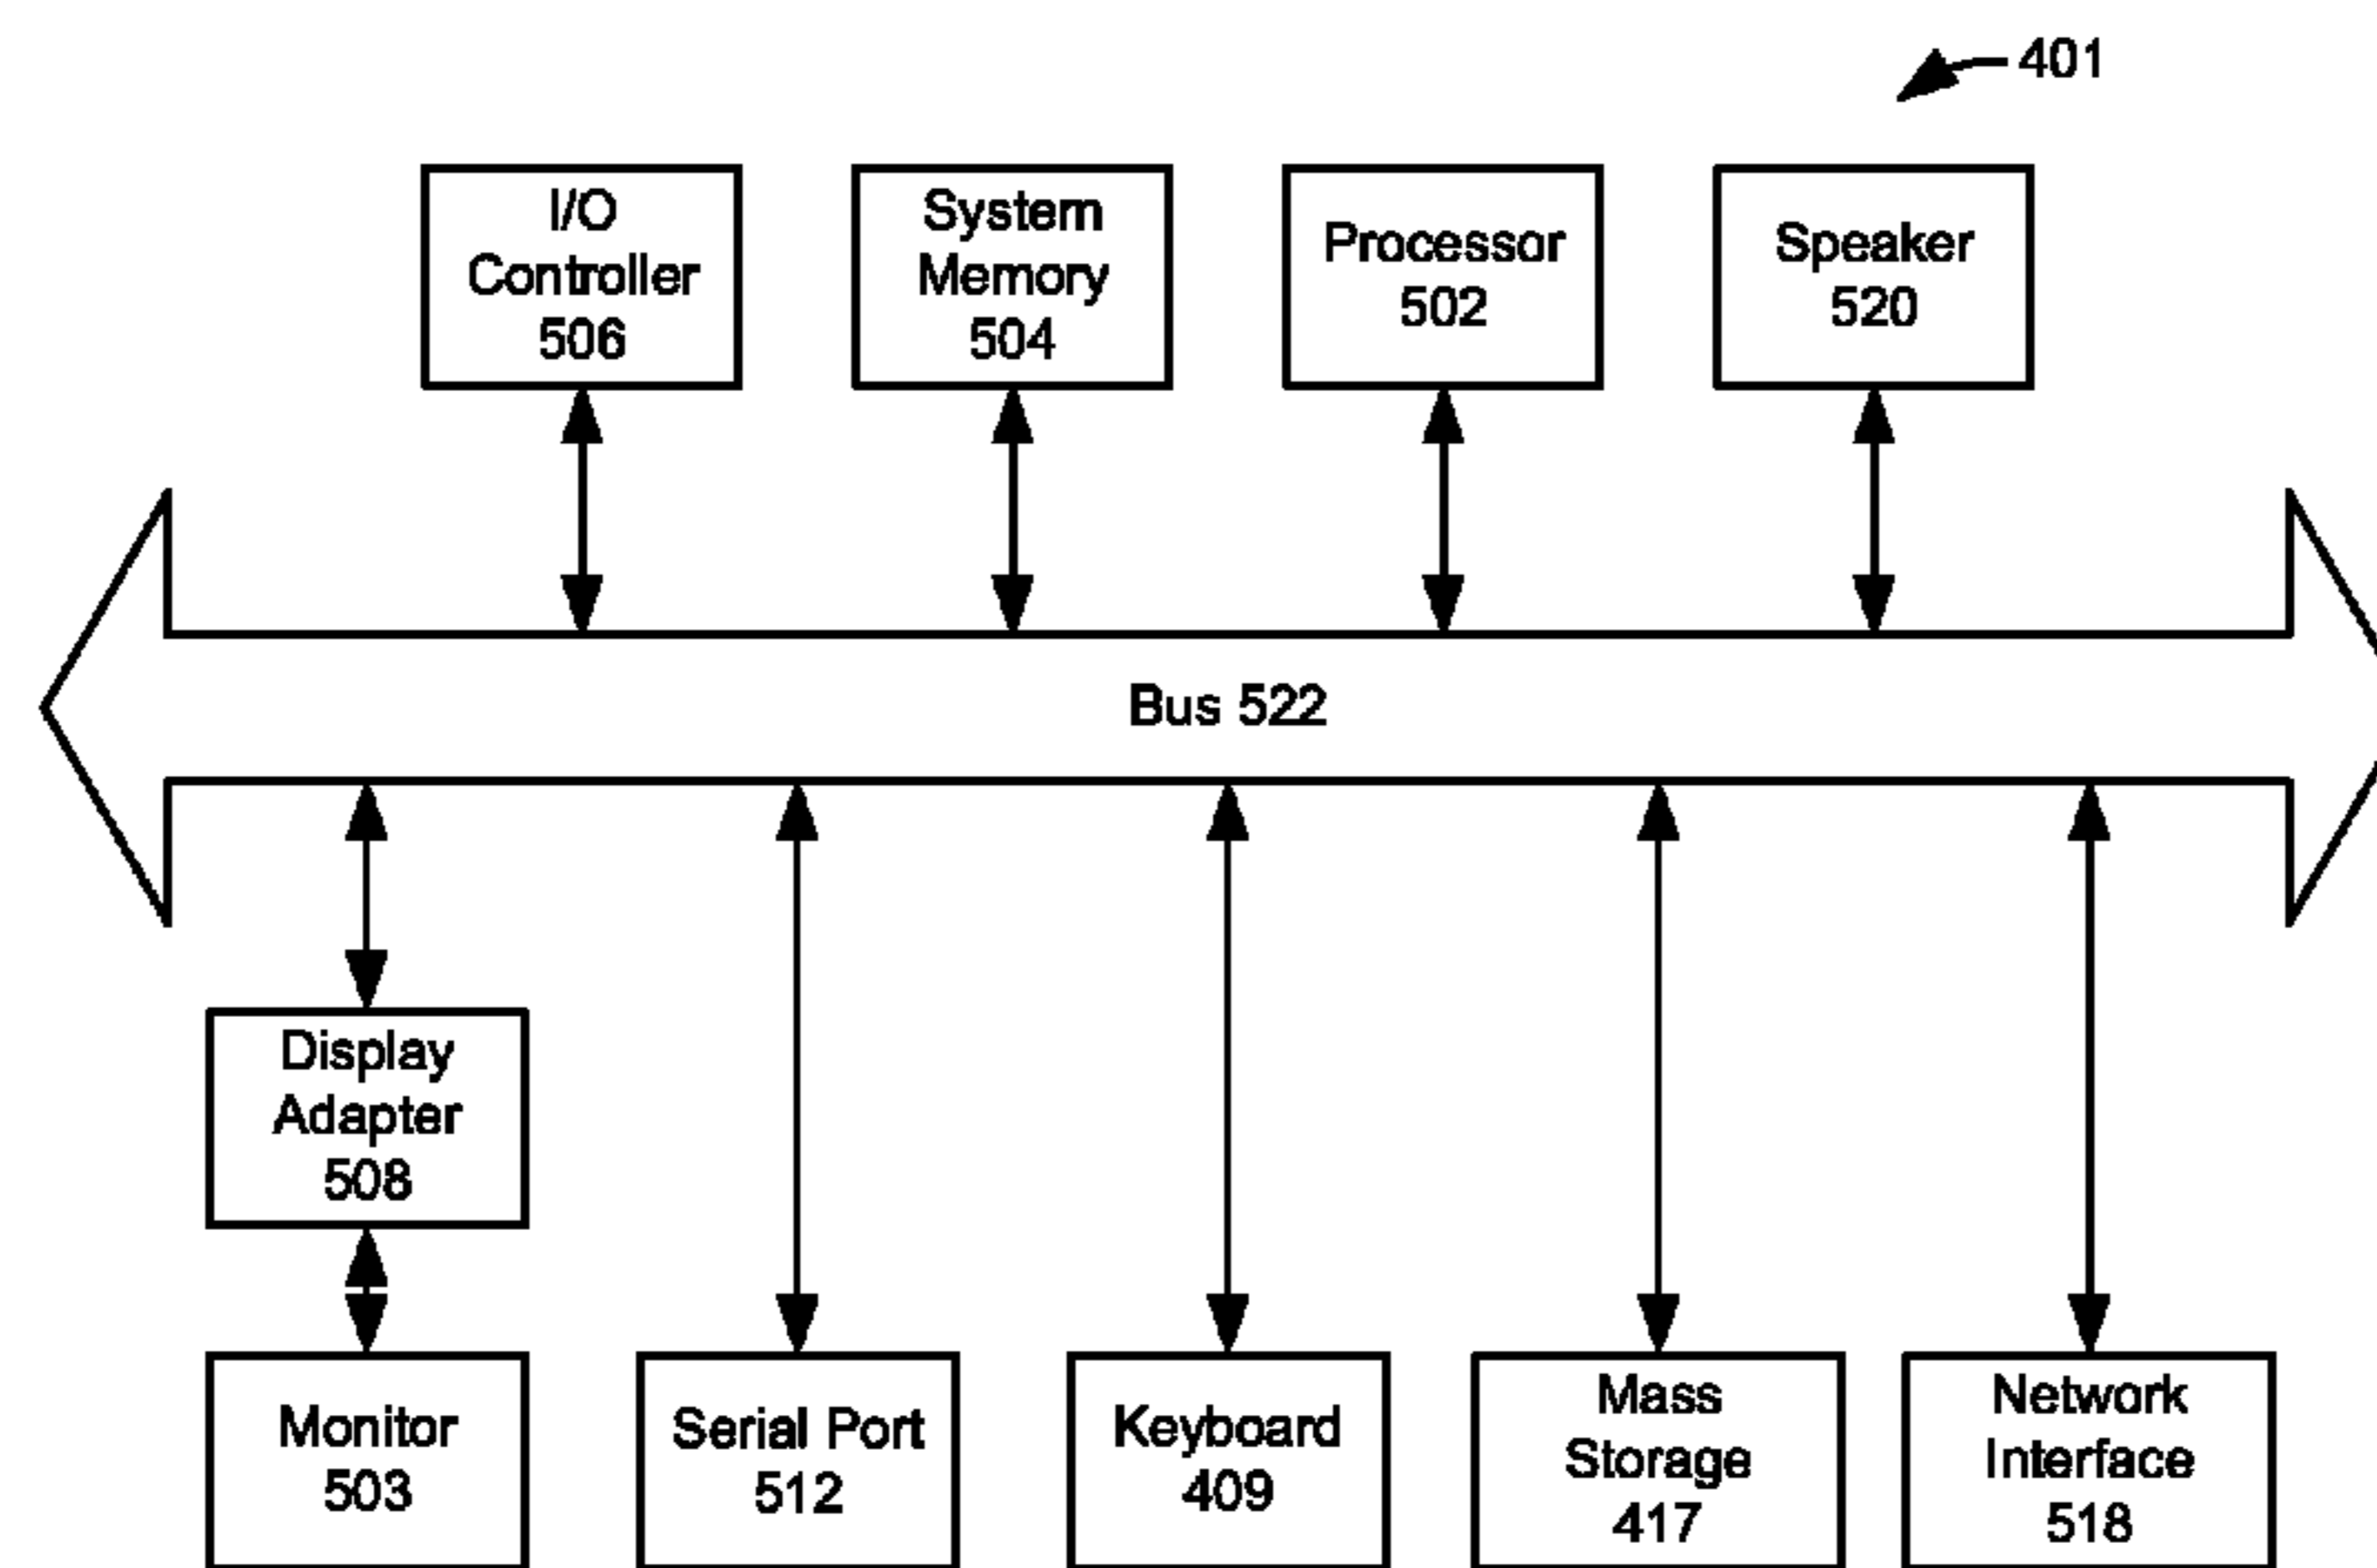 401
I/O
Controller
506
System
Memory
504
Processor
502
Speaker
520
Bus 522
Display
Adapter
508
Monitor
503
Serial Port
512
Keyboard
409
Mass
Storage
417
Network
Interface
518